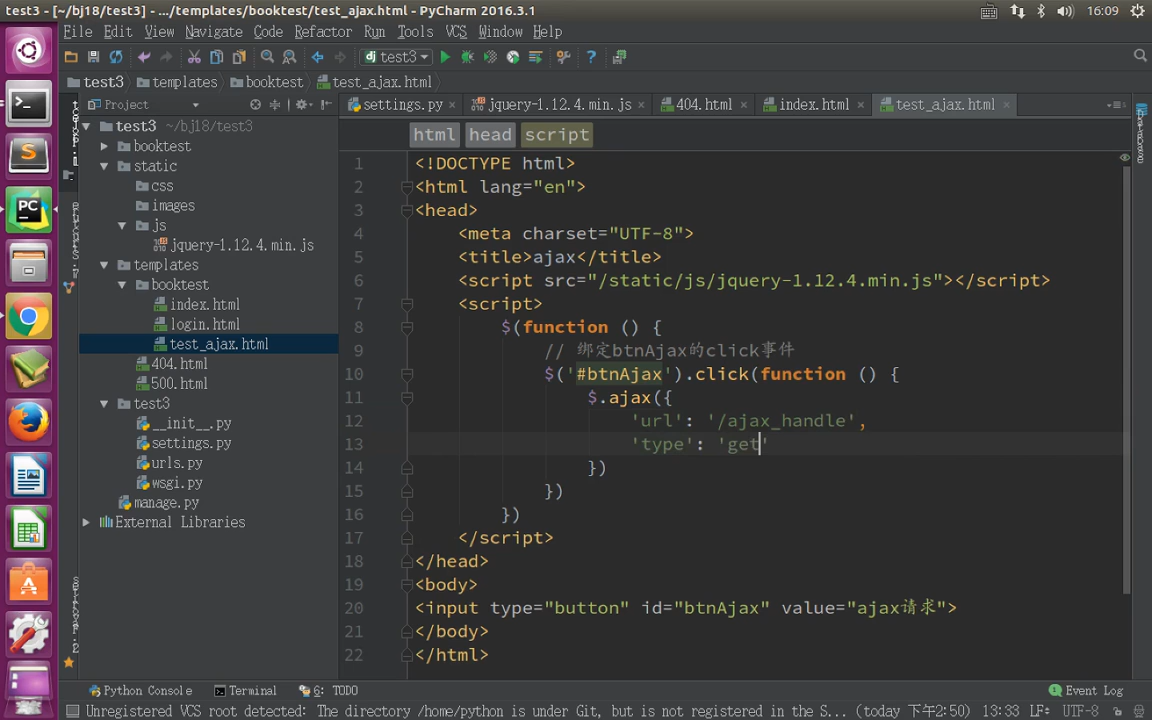 test3 - [~/bj18/test3] - .../templates/booktest/test_ajax.html - PyCharm 2016.3.1
16:09
File Edit View Navigate Code Refactor Run Tools VCS Window Help
dj test3
test3 templates booktest test_ajax.html
Project
settings.py × jquery-1.12.4.min.js × 404.html × index.html × test_ajax.html ×
html head script
test3 ~/bj18/test3
booktest
static
css
images
js
jquery-1.12.4.min.js
templates
booktest
index.html
login.html
test_ajax.html
404.html
500.html
test3
__init__.py
settings.py
urls.py
wsgi.py
manage.py
External Libraries
1 <!DOCTYPE html>
2 <html lang="en">
3 <head>
4 <meta charset="UTF-8">
5 <title>ajax</title>
6 <script src="/static/js/jquery-1.12.4.min.js"></script>
7 <script>
8 $(function () {
9 // 绑定btnAjax的click事件
10 $('#btnAjax').click(function () {
11 $.ajax({
12 'url': '/ajax_handle',
13 'type': 'get'
14 })
15 })
16 })
17 </script>
18 </head>
19 <body>
20 <input type="button" id="btnAjax" value="ajax请求">
21 </body>
22 </html>
Python Console Terminal 6: TODO Event Log
Unregistered VCS root detected: The directory /home/python is under Git, but is not registered in the S... (today 下午2:50) 13:33 LF÷ UTF-8÷